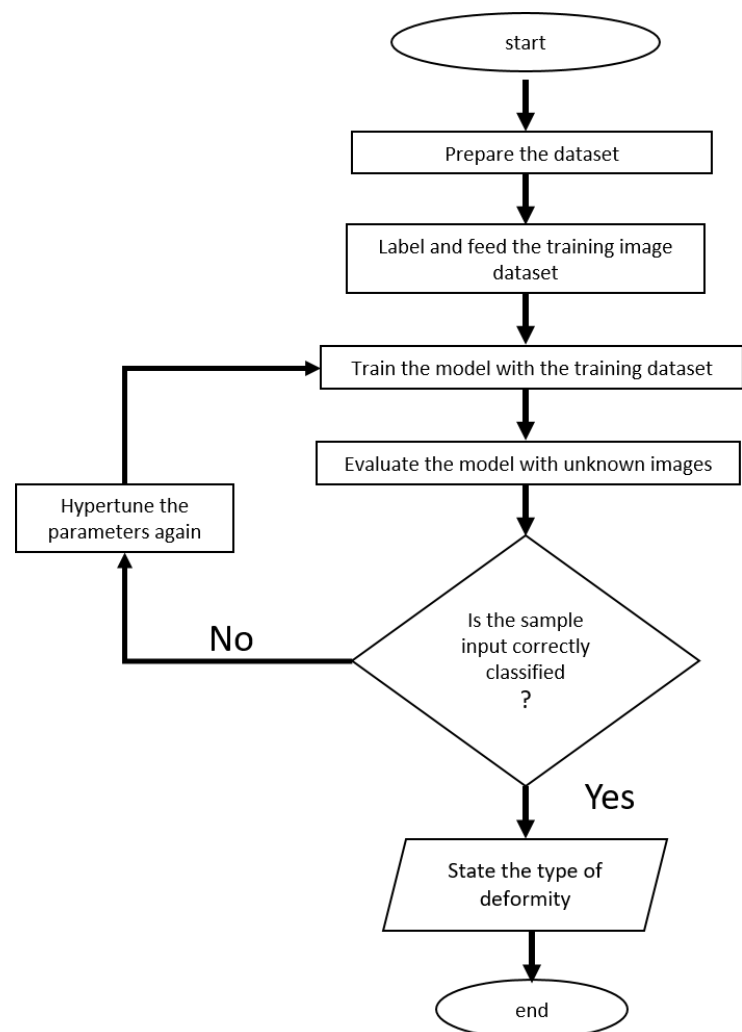 start
Prepare the dataset
Label and feed the training image
dataset
Train the model with the training dataset
Evaluate the model with unknown images
Hypertune the
parameters again
Is the sample
input correctly
classified
?
No
Yes
State the type of
deformity
end